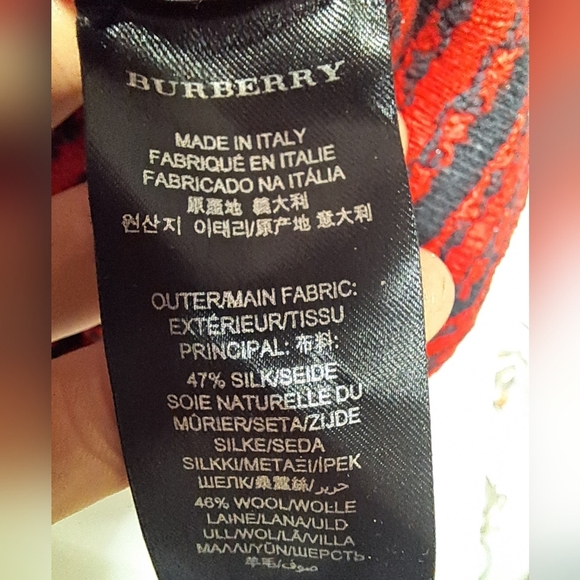 BURBERRY
MADE IN ITALY
FABRIQUÉ EN ITALIE
FABRICADO NA ITÁLIA
原產地 義大利
원산지 이태리/原产地 意大利
OUTER/MAIN FABRIC:
EXTÉRIEUR/TISSU
PRINCIPAL: 布料:
47% SILK/SEIDE
SOIE NATURELLE DU
MÛRIER/SETA/ZIJDE
SILKE/SEDA
SILKKI/ΜΕΤΑΞΙ/İPEK
ШЕЛК/桑蠶絲/حرير
46% WOOL/WOLLE
LAINE/LANA/ULD
ULL/WOL/LÃ/VILLA
ΜΑΛΛΙ/YÜN/ШЕРСТЬ
羊毛/صوف